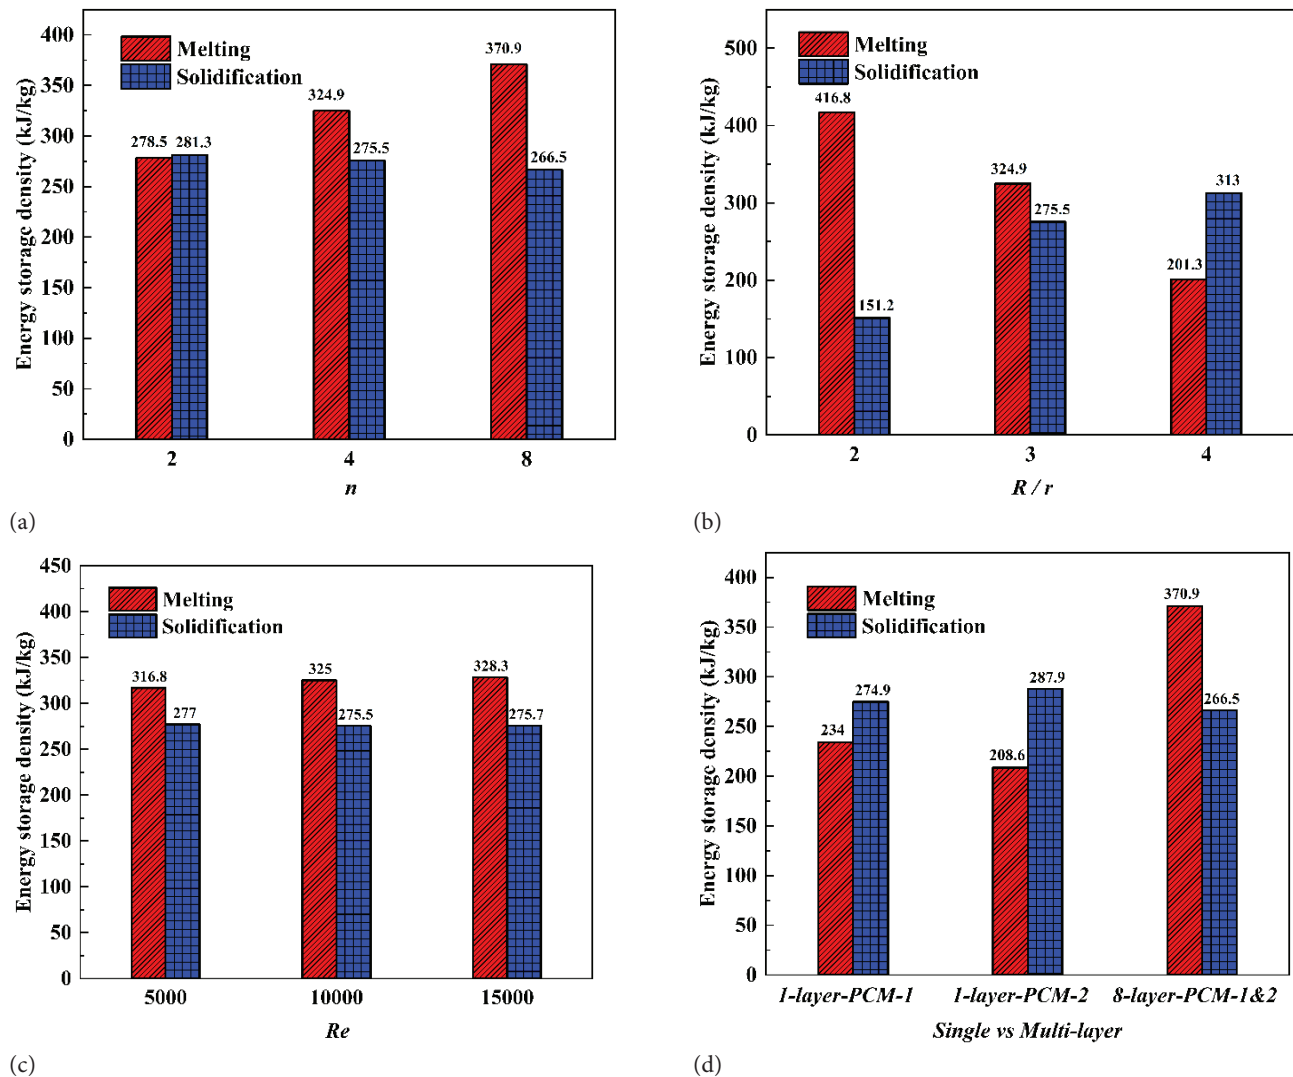 Energy storage density (kJ/kg)
400
350
300
250
200
150
100
50
0
Melting
Solidification
278.5
281.3
324.9
275.5
370.9
266.5
2
4
8
n
(a)
Energy storage density (kJ/kg)
500
400
300
200
100
0
Melting
Solidification
416.8
151.2
324.9
275.5
201.3
313
2
3
4
R / r
(b)
Energy storage density (kJ/kg)
450
400
350
300
250
200
150
100
50
0
Melting
Solidification
316.8
277
325
275.5
328.3
275.7
5000
10000
15000
Re
(c)
Energy storage density (kJ/kg)
400
350
300
250
200
150
100
50
0
Melting
Solidification
234
274.9
208.6
287.9
370.9
266.5
1-layer-PCM-1
1-layer-PCM-2
8-layer-PCM-1&2
Single vs Multi-layer
(d)